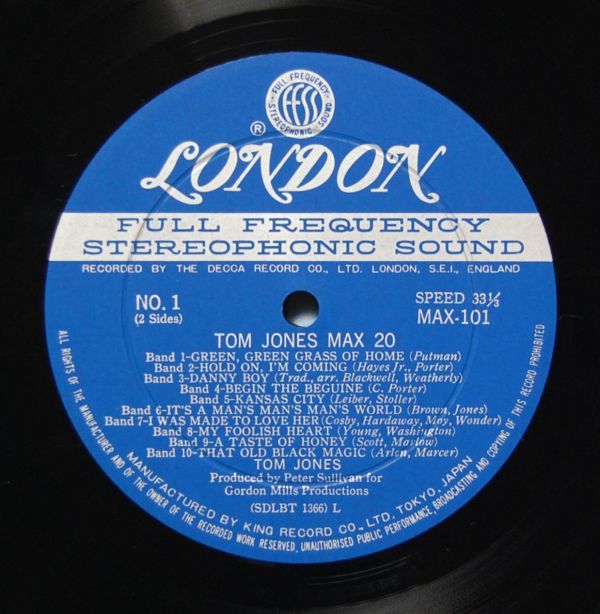 FULL FREQUENCY
ffss
STEREOPHONIC SOUND
®
LONDON
FULL FREQUENCY
STEREOPHONIC SOUND
RECORDED BY THE DECCA RECORD CO., LTD. LONDON, S.E.I., ENGLAND
NO. 1
(2 Sides)
SPEED 33⅓
MAX-101
TOM JONES MAX 20
Band 1-GREEN, GREEN GRASS OF HOME (Putman)
Band 2-HOLD ON, I'M COMING (Hayes Jr., Porter)
Band 3-DANNY BOY (Trad., arr. Blackwell, Weatherly)
Band 4-BEGIN THE BEGUINE (C. Porter)
Band 5-KANSAS CITY (Leiber, Stoller)
Band 6-IT'S A MAN'S MAN'S MAN'S WORLD (Brown, Jones)
Band 7-I WAS MADE TO LOVE HER (Cosby, Hardaway, Moy, Wonder)
Band 8-MY FOOLISH HEART (Young, Washington)
Band 9-A TASTE OF HONEY (Scott, Marlow)
Band 10-THAT OLD BLACK MAGIC (Arlen, Marcer)
TOM JONES
Produced by Peter Sullivan for
Gordon Mills Productions
(SDLBT 1366) L
MANUFACTURED BY KING RECORD CO., LTD. TOKYO, JAPAN
ALL RIGHTS OF THE MANUFACTURER AND OF THE OWNER OF THE RECORDED WORK RESERVED. UNAUTHORISED PUBLIC PERFORMANCE, BROADCASTING AND COPYING OF THIS RECORD PROHIBITED